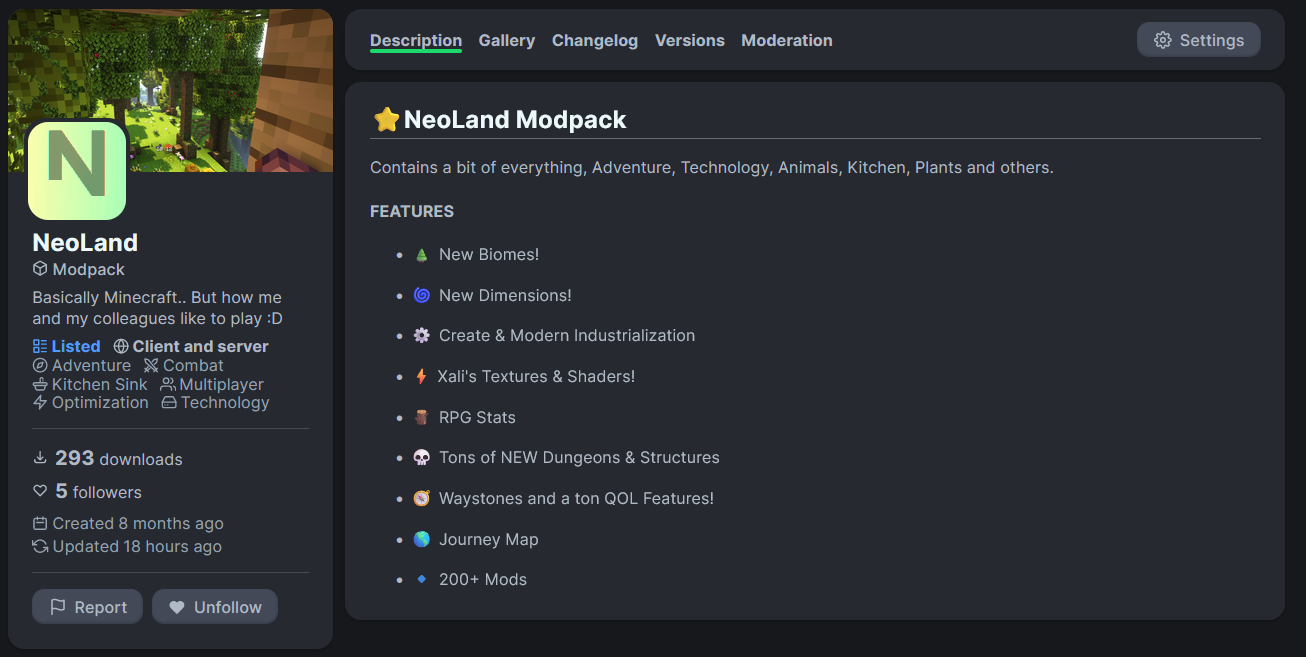 N
NeoLand
Modpack
Basically Minecraft.. But how me
and my colleagues like to play :D
Listed Client and server
Adventure Combat
Kitchen Sink Multiplayer
Optimization Technology
293 downloads
5 followers
Created 8 months ago
Updated 18 hours ago
Report Unfollow
Description Gallery Changelog Versions Moderation Settings
NeoLand Modpack
Contains a bit of everything, Adventure, Technology, Animals, Kitchen, Plants and others.
FEATURES
• New Biomes!
• New Dimensions!
• Create & Modern Industrialization
• Xali's Textures & Shaders!
• RPG Stats
• Tons of NEW Dungeons & Structures
• Waystones and a ton QOL Features!
• Journey Map
• 200+ Mods